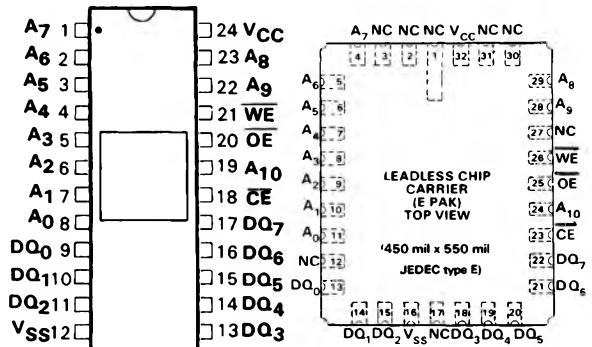 A7 1 24 VCC
A6 2 23 A8
A5 3 22 A9
A4 4 21 WE
A3 5 20 OE
A2 6 19 A10
A1 7 18 CE
A0 8 17 DQ7
DQ0 9 16 DQ6
DQ1 10 15 DQ5
DQ2 11 14 DQ4
VSS 12 13 DQ3
A7 NC NC NC VCC NC NC
4 3 2 1 32 31 30
A6 5 29 A8
A5 6 28 A9
A4 7 27 NC
A3 8 26 WE
A2 9 25 OE
A1 10 24 A10
A0 11 23 CE
NC 12 22 DQ7
DQ0 13 21 DQ6
LEADLESS CHIP
CARRIER
(E PAK)
TOP VIEW
(450 mil x 550 mil
JEDEC type E)
14 15 16 17 18 19 20
DQ1 DQ2 VSS NC DQ3 DQ4 DQ5